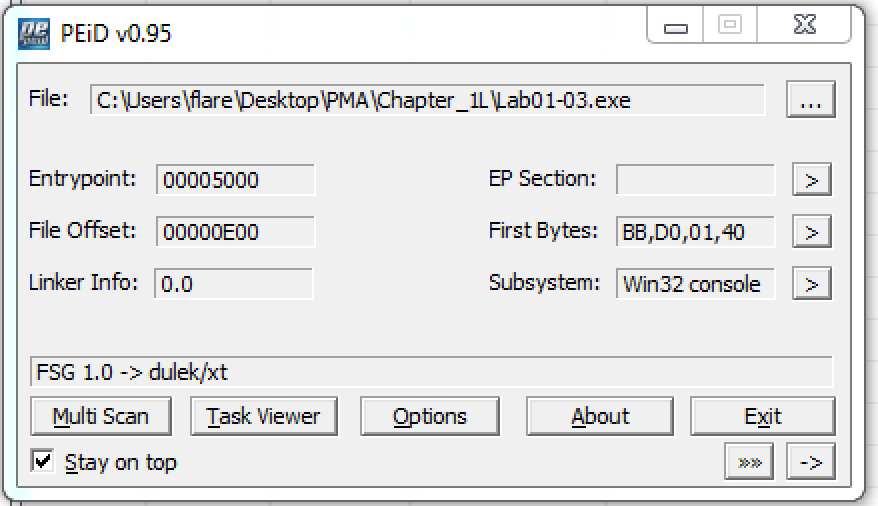 PEiD v0.95
File: C:\Users\flare\Desktop\PMA\Chapter_1L\Lab01-03.exe ...
Entrypoint: 00005000 EP Section: >
File Offset: 00000E00 First Bytes: BB,D0,01,40 >
Linker Info: 0.0 Subsystem: Win32 console >
FSG 1.0 -> dulek/xt
Multi Scan Task Viewer Options About Exit
Stay on top »» ->